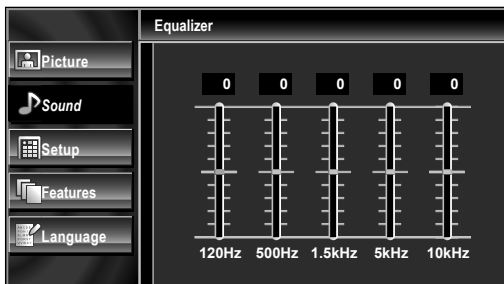 Equalizer
Picture
Sound
Setup
Features
Language
0 0 0 0 0
120Hz 500Hz 1.5kHz 5kHz 10kHz